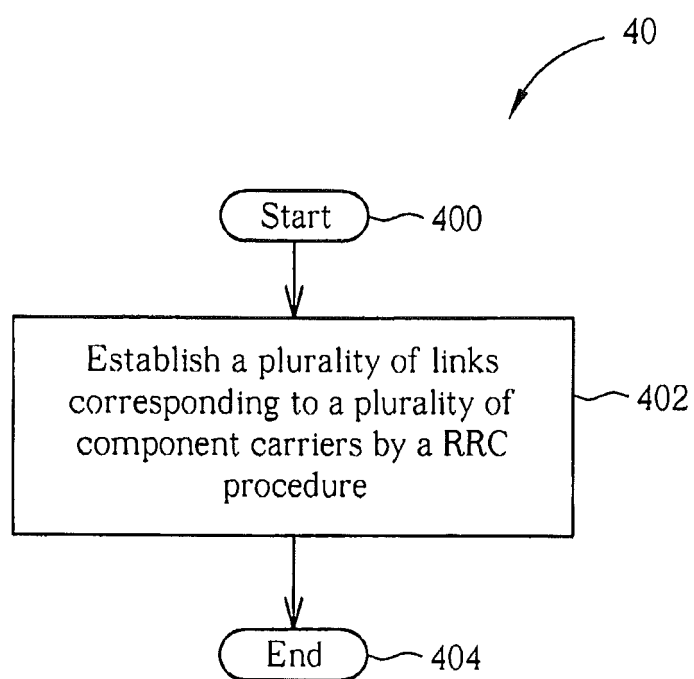 40
Start
400
Establish a plurality of links
corresponding to a plurality of
component carriers by a RRC
procedure
402
End
404